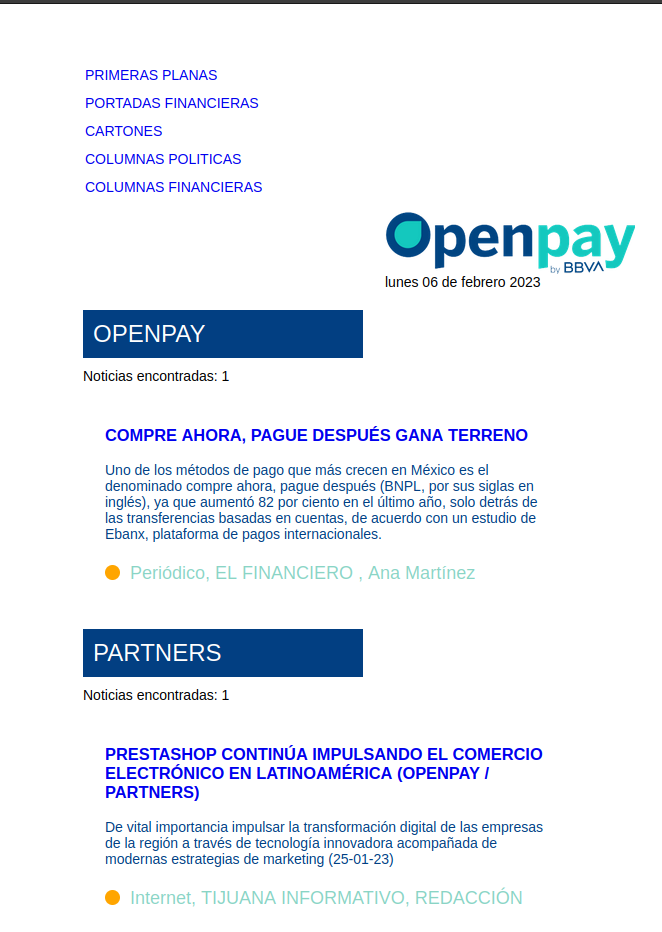 PRIMERAS PLANAS
PORTADAS FINANCIERAS
CARTONES
COLUMNAS POLITICAS
COLUMNAS FINANCIERAS
Openpay
by BBVA
lunes 06 de febrero 2023
OPENPAY
Noticias encontradas: 1
COMPRE AHORA, PAGUE DESPUÉS GANA TERRENO
Uno de los métodos de pago que más crecen en México es el
denominado compre ahora, pague después (BNPL, por sus siglas en
inglés), ya que aumentó 82 por ciento en el último año, solo detrás de
las transferencias basadas en cuentas, de acuerdo con un estudio de
Ebanx, plataforma de pagos internacionales.
Periódico, EL FINANCIERO , Ana Martínez
PARTNERS
Noticias encontradas: 1
PRESTASHOP CONTINÚA IMPULSANDO EL COMERCIO
ELECTRÓNICO EN LATINOAMÉRICA (OPENPAY /
PARTNERS)
De vital importancia impulsar la transformación digital de las empresas
de la región a través de tecnología innovadora acompañada de
modernas estrategias de marketing (25-01-23)
Internet, TIJUANA INFORMATIVO, REDACCIÓN